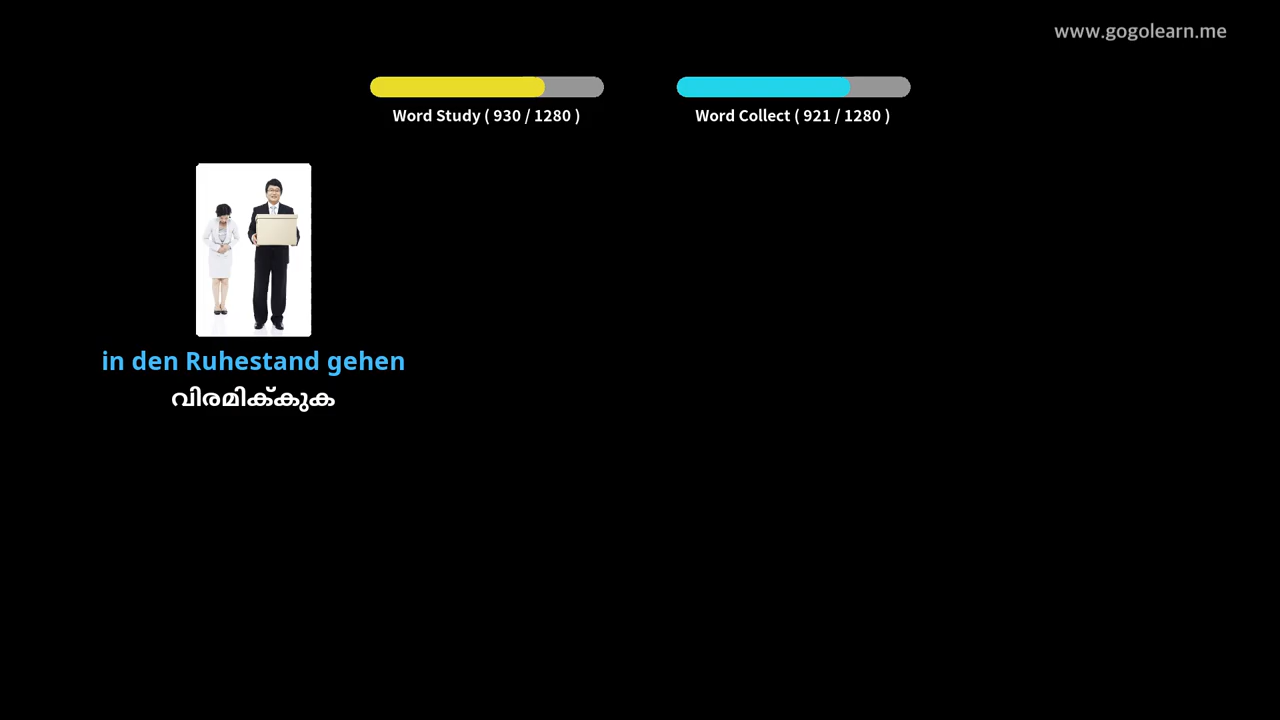 www.gogolearn.me
Word Study ( 930 / 1280 )
Word Collect ( 921 / 1280 )
in den Ruhestand gehen
വിരമിക്കുക